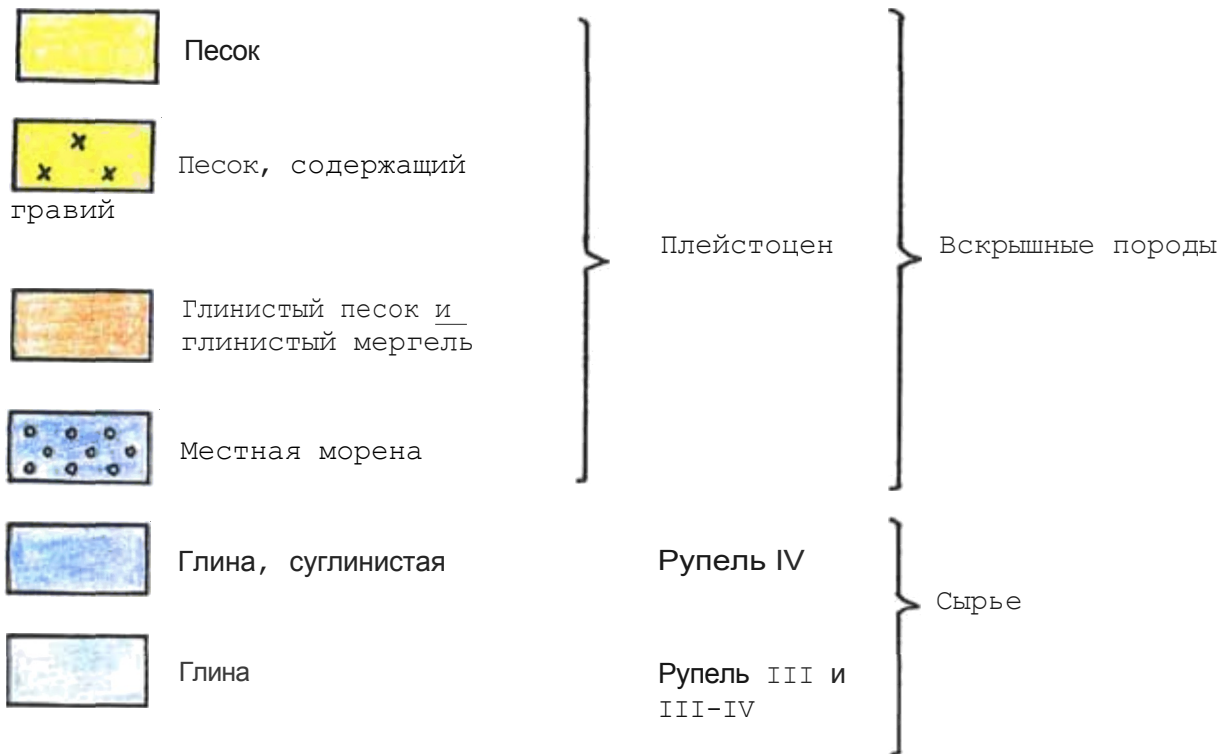 Песок
Песок, содержащий
гравий
Плейстоцен
Вскрышные породы
Глинистый песок и
глинистый мергель
Местная морена
Глина, суглинистая
Рупель IV
Сырье
Глина
Рупель III и
III-IV